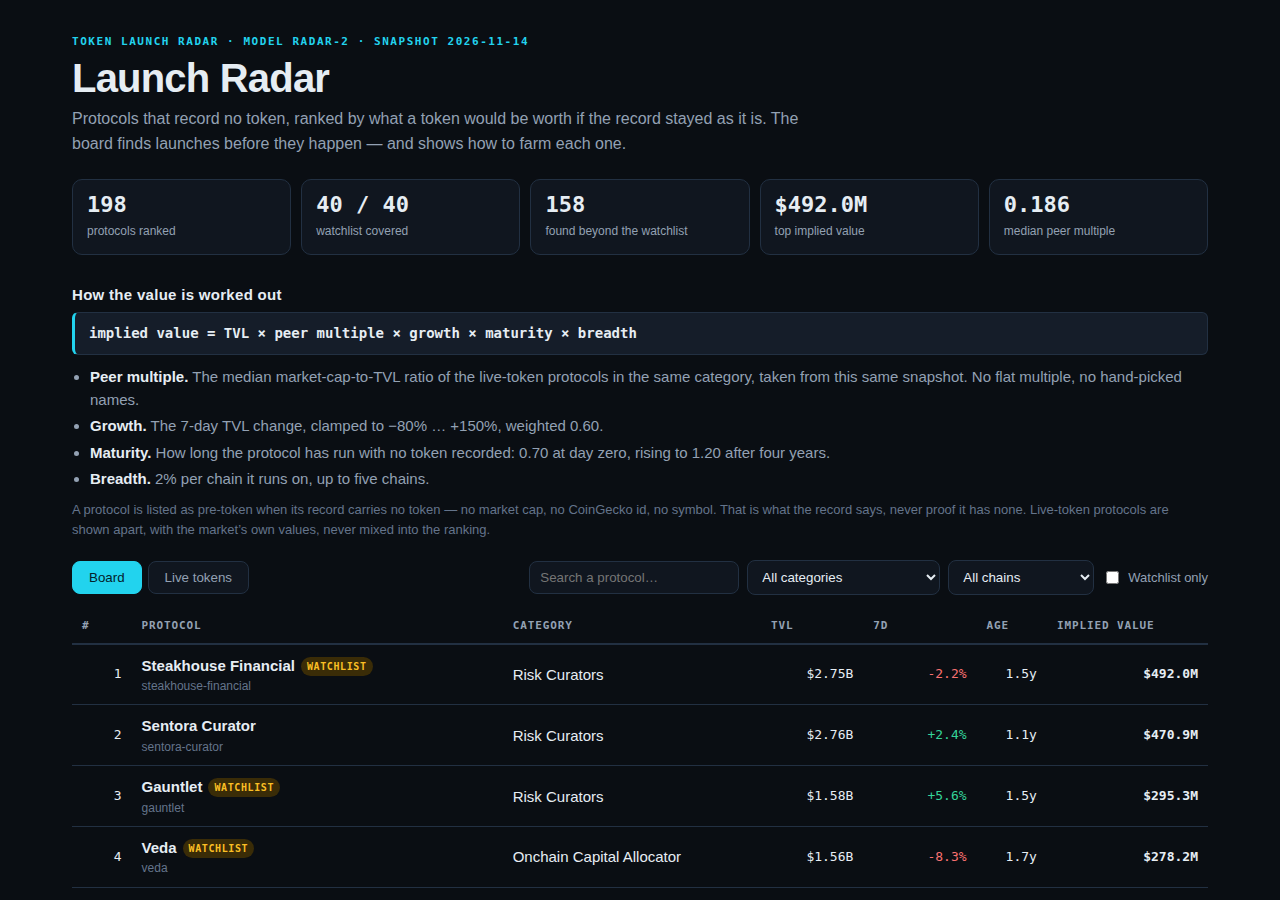 TOKEN LAUNCH RADAR · MODEL RADAR-2 · SNAPSHOT 2026-11-14
Launch Radar
Protocols that record no token, ranked by what a token would be worth if the record stayed as it is. The
board finds launches before they happen — and shows how to farm each one.
198
protocols ranked
40 / 40
watchlist covered
158
found beyond the watchlist
$492.0M
top implied value
0.186
median peer multiple
How the value is worked out
implied value = TVL × peer multiple × growth × maturity × breadth
• Peer multiple. The median market-cap-to-TVL ratio of the live-token protocols in the same category, taken from this same snapshot. No flat multiple, no hand-picked
names.
• Growth. The 7-day TVL change, clamped to −80% … +150%, weighted 0.60.
• Maturity. How long the protocol has run with no token recorded: 0.70 at day zero, rising to 1.20 after four years.
• Breadth. 2% per chain it runs on, up to five chains.
A protocol is listed as pre-token when its record carries no token — no market cap, no CoinGecko id, no symbol. That is what the record says, never proof it has none. Live-token protocols are
shown apart, with the market's own values, never mixed into the ranking.
Board Live tokens Search a protocol… All categories All chains Watchlist only
# PROTOCOL CATEGORY TVL 7D AGE IMPLIED VALUE
1 Steakhouse Financial WATCHLIST Risk Curators $2.75B -2.2% 1.5y $492.0M
steakhouse-financial
2 Sentora Curator Risk Curators $2.76B +2.4% 1.1y $470.9M
sentora-curator
3 Gauntlet WATCHLIST Risk Curators $1.58B +5.6% 1.5y $295.3M
gauntlet
4 Veda WATCHLIST Onchain Capital Allocator $1.56B -8.3% 1.7y $278.2M
veda